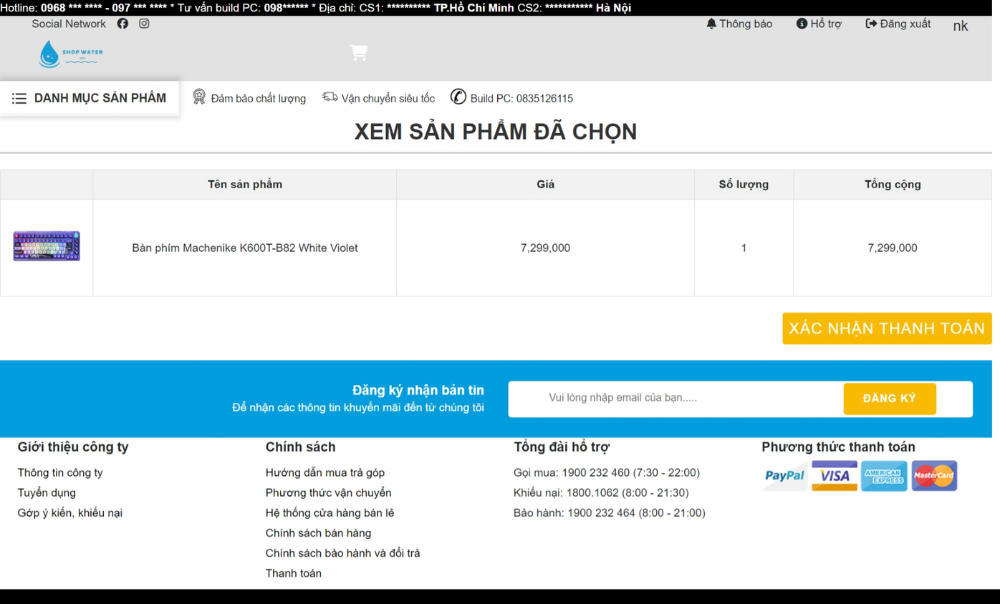 Hotline: 0968 *** **** - 097 *** **** * Tư vấn build PC: 098****** * Địa chỉ: CS1: ********** TP.Hồ Chí Minh CS2: *********** Hà Nội
Social Network
Thông báo
Hổ trợ
Đăng xuất
nk
SHOP WATER
DANH MỤC SẢN PHẨM
Đảm bảo chất lượng
Vận chuyển siêu tốc
Build PC: 0835126115
XEM SẢN PHẨM ĐÃ CHỌN
Tên sản phẩm
Giá
Số lượng
Tổng cộng
Bàn phím Machenike K600T-B82 White Violet
7,299,000
1
7,299,000
XÁC NHẬN THANH TOÁN
Đăng ký nhận bản tin
Để nhận các thông tin khuyến mãi đến từ chúng tôi
Vui lòng nhập email của bạn.....
ĐĂNG KÝ
Giới thiệu công ty
Thông tin công ty
Tuyển dụng
Góp ý kiến, khiếu nại
Chính sách
Hướng dẫn mua trả góp
Phương thức vận chuyển
Hệ thống cửa hàng bán lẻ
Chính sách bán hàng
Chính sách bảo hành và đổi trả
Thanh toán
Tổng đài hổ trợ
Gọi mua: 1900 232 460 (7:30 - 22:00)
Khiếu nại: 1800.1062 (8:00 - 21:30)
Bảo hành: 1900 232 464 (8:00 - 21:00)
Phương thức thanh toán
PayPal
VISA
AMERICAN EXPRESS
MasterCard